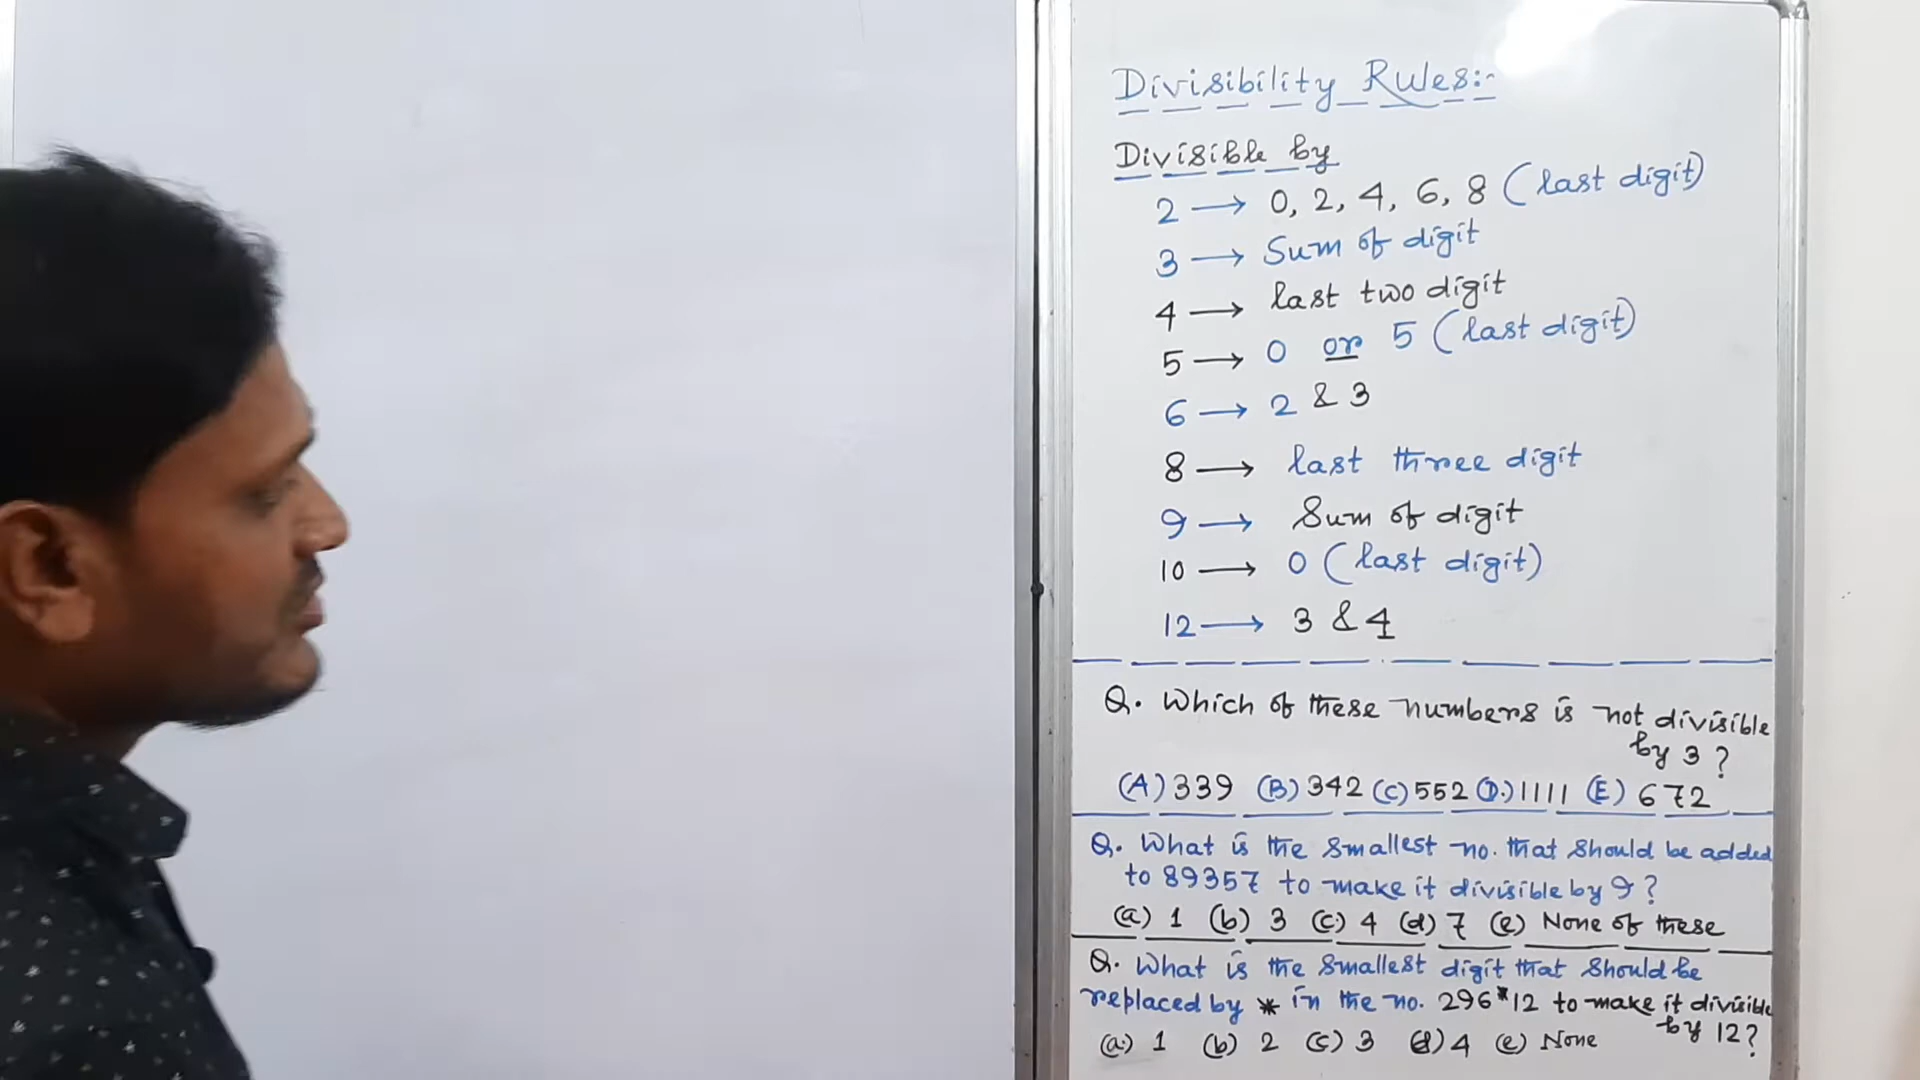 Divisibility Rules:-
Divisible by
2 → 0, 2, 4, 6, 8 (last digit)
3 → Sum of digit
4 → last two digit
5 → 0 or 5 (last digit)
6 → 2 & 3
8 → last three digit
9 → Sum of digit
10 → 0 (last digit)
12 → 3 & 4
Q. Which of these numbers is not divisible
by 3 ?
(A) 339 (B) 342 (C) 552 (D.) 1111 (E) 672
Q. What is the smallest no. that should be added
to 89357 to make it divisible by 9 ?
(a) 1 (b) 3 (c) 4 (d) 7 (e) None of these
Q. What is the smallest digit that should be
replaced by * in the no. 296*12 to make it divisible
by 12?
(a.) 1 (b) 2 (c) 3 (d) 4 (e) None